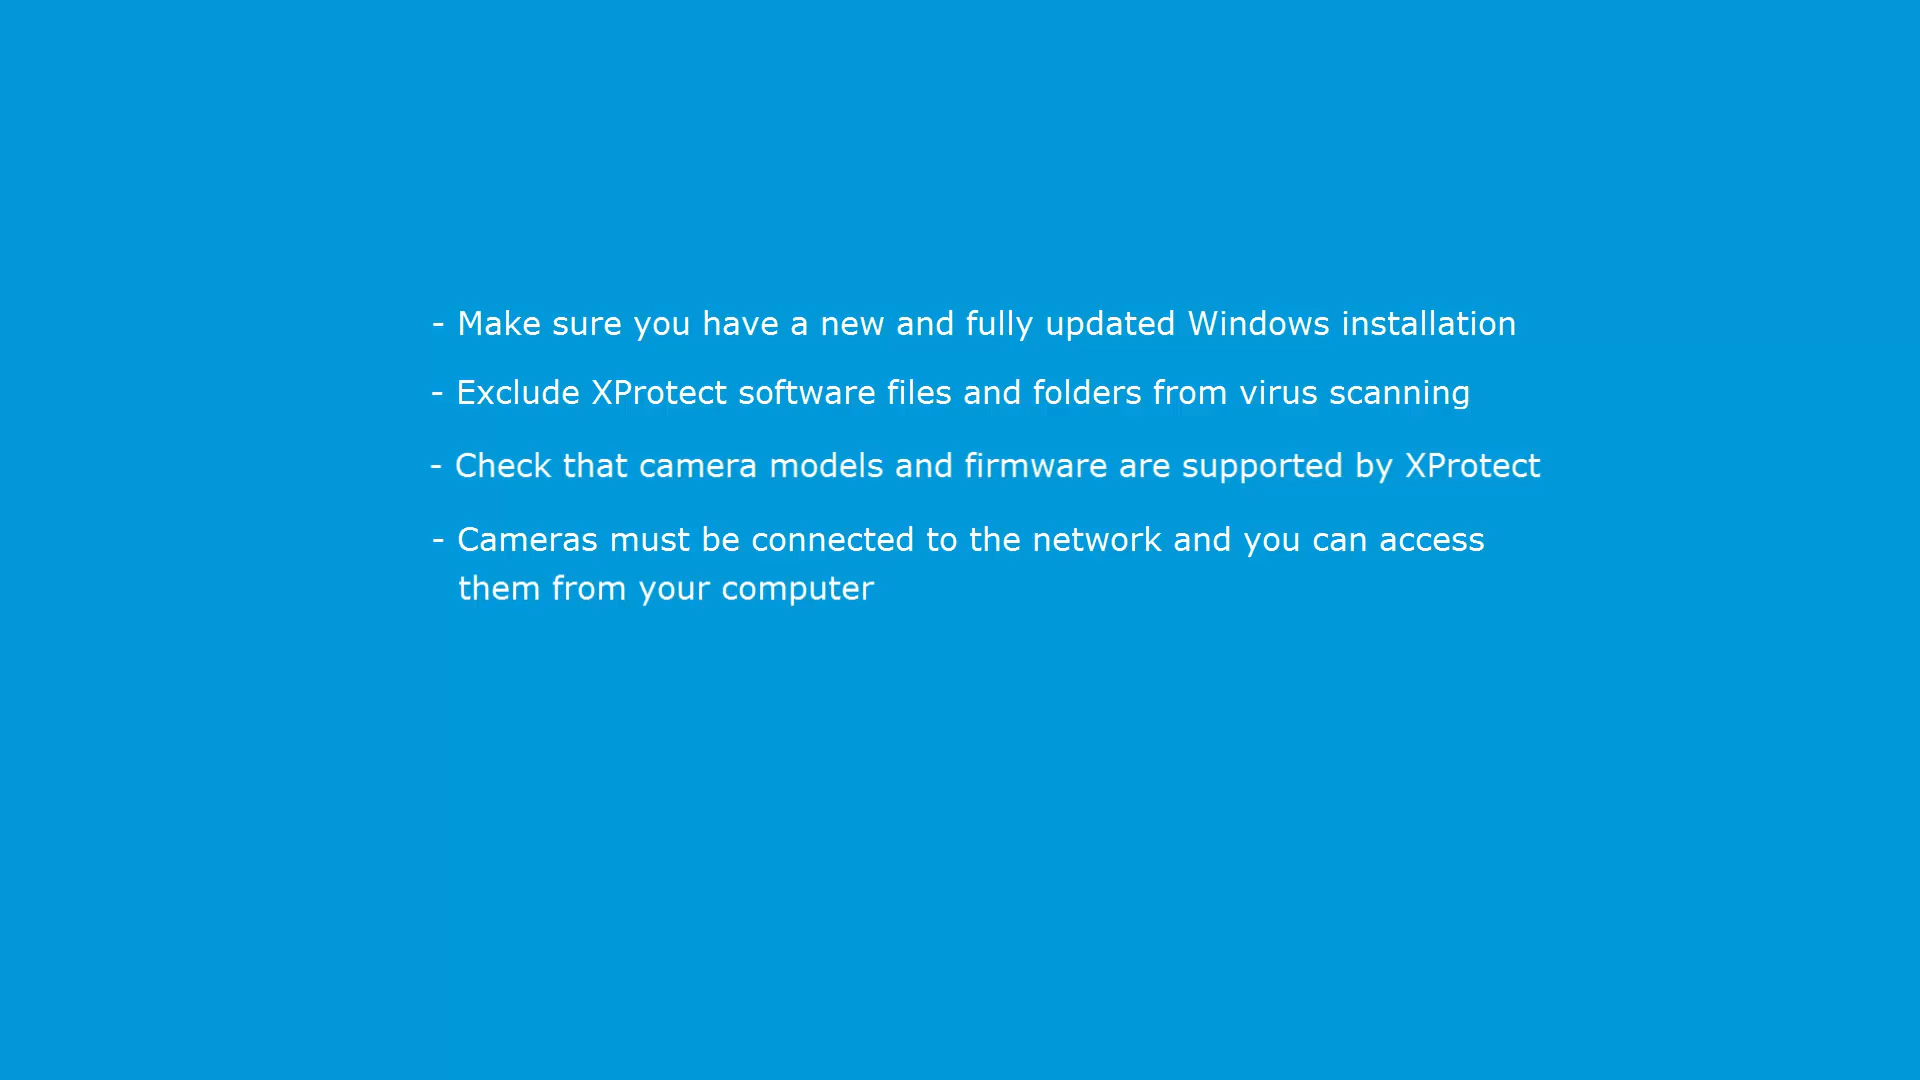 - Make sure you have a new and fully updated Windows installation
- Exclude XProtect software files and folders from virus scanning
- Check that camera models and firmware are supported by XProtect
- Cameras must be connected to the network and you can access
them from your computer